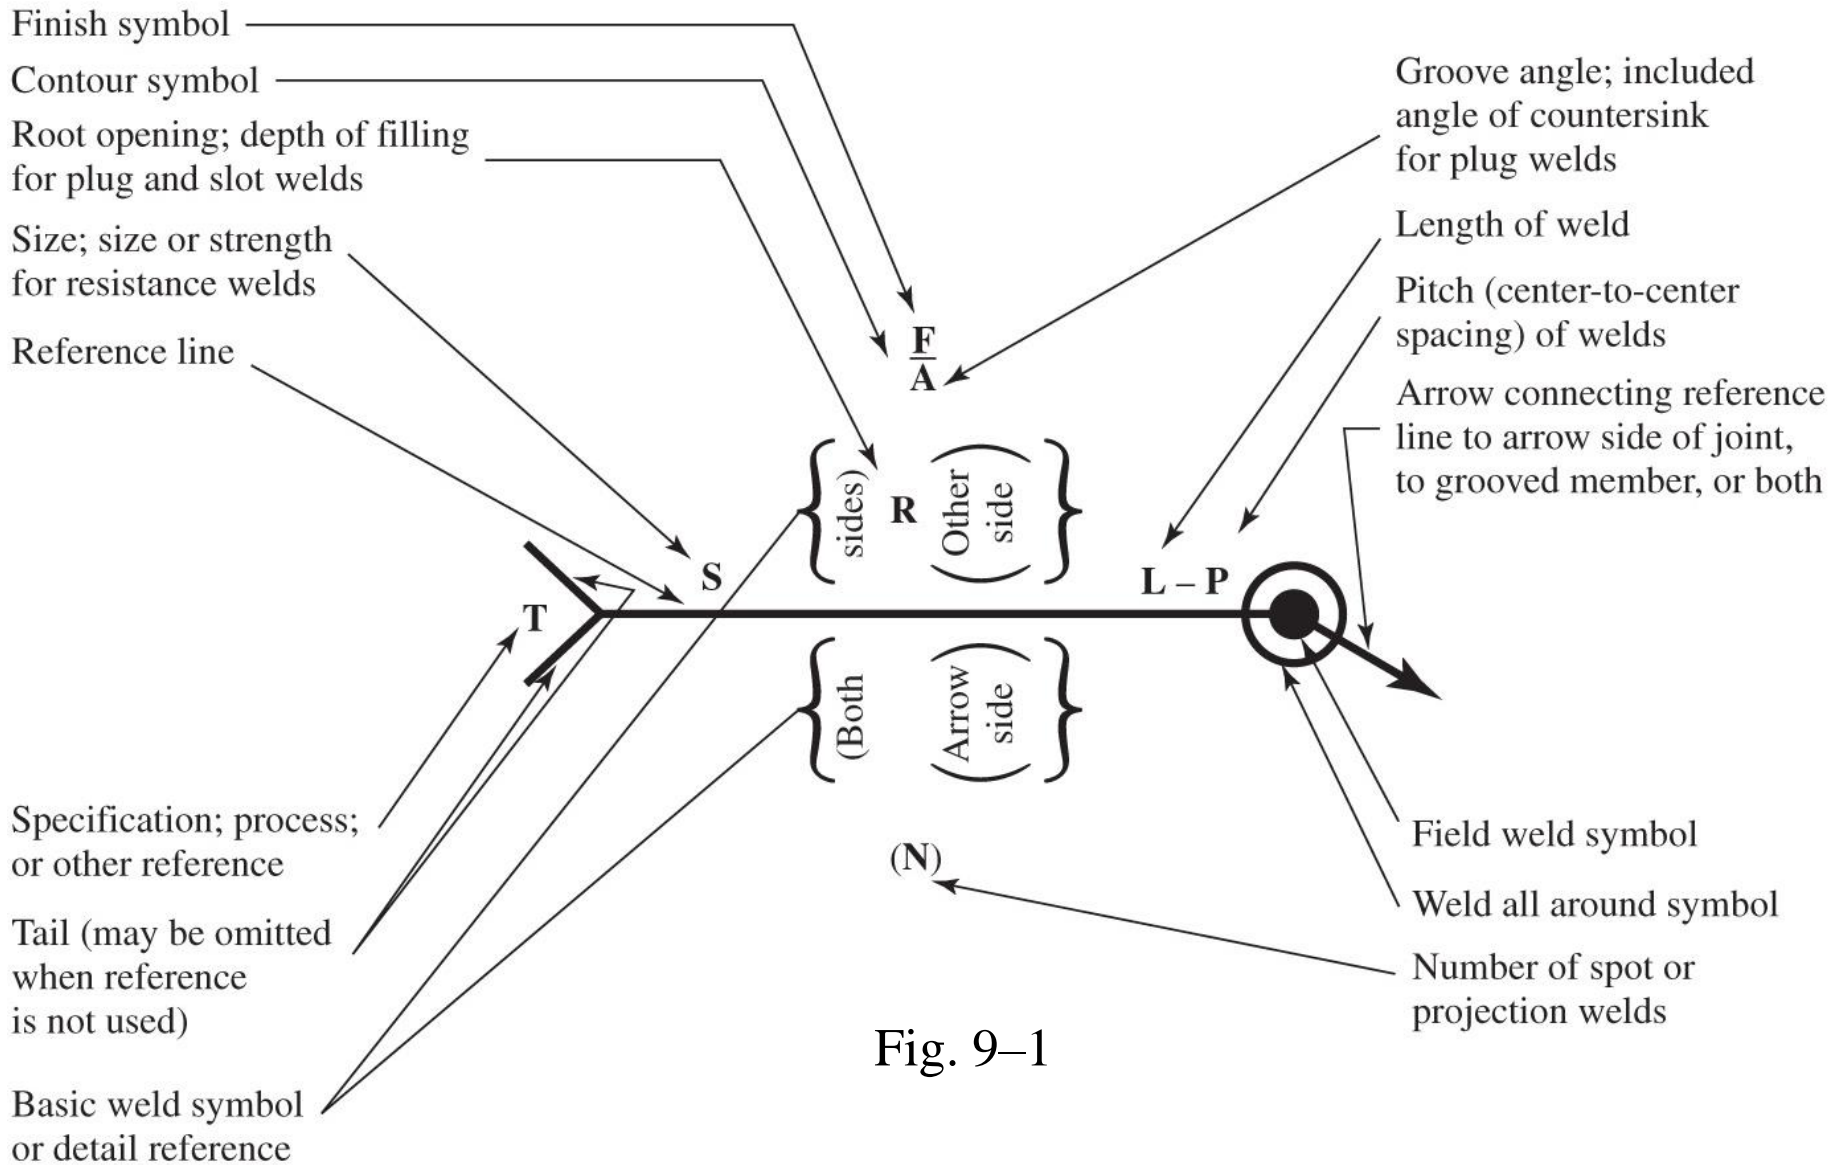 Finish symbol
Contour symbol
Root opening; depth of filling
for plug and slot welds
Size; size or strength
for resistance welds
Reference line
Groove angle; included
angle of countersink
for plug welds
Length of weld
Pitch (center-to-center
spacing) of welds
Arrow connecting reference
line to arrow side of joint,
to grooved member, or both
F
A
sides)
R
Other
side
S
L – P
T
(Both
Arrow
side
(N)
Specification; process;
or other reference
Tail (may be omitted
when reference
is not used)
Basic weld symbol
or detail reference
Field weld symbol
Weld all around symbol
Number of spot or
projection welds
Fig. 9–1